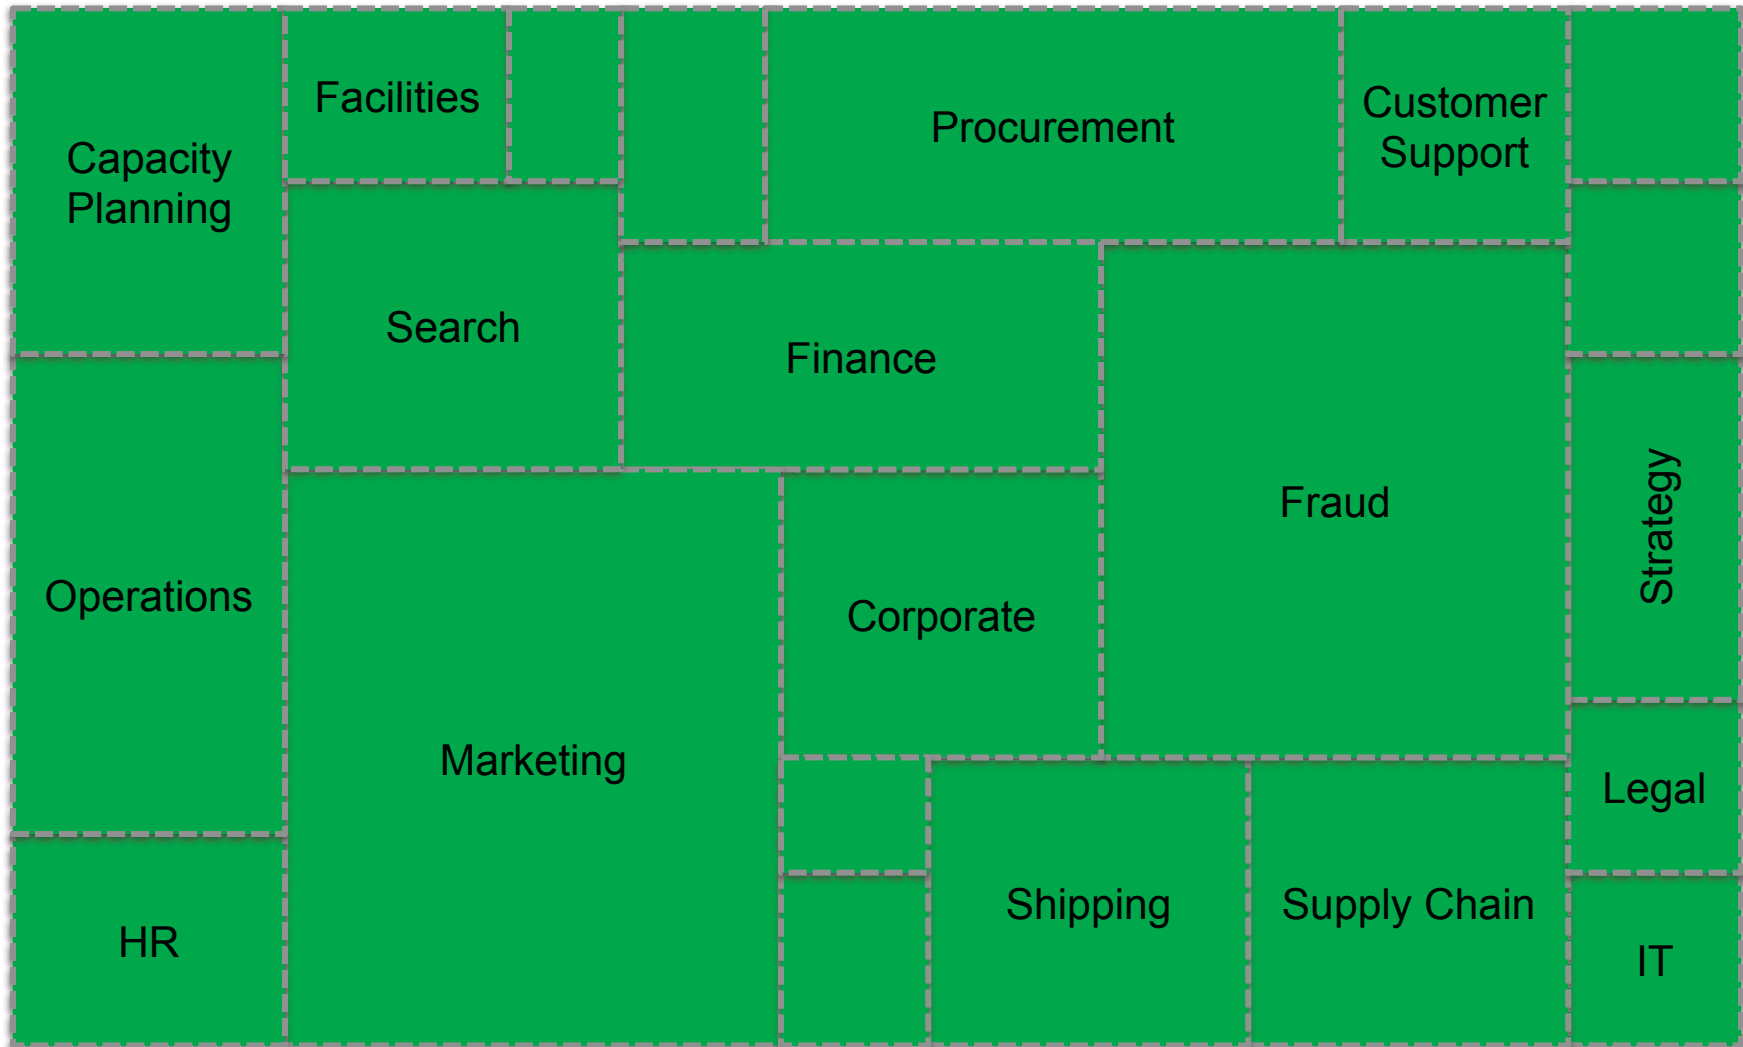 Capacity
Planning
Facilities
Procurement
Customer
Support
Search
Finance
Fraud
Strategy
Operations
Corporate
Marketing
Legal
HR
Shipping
Supply Chain
IT